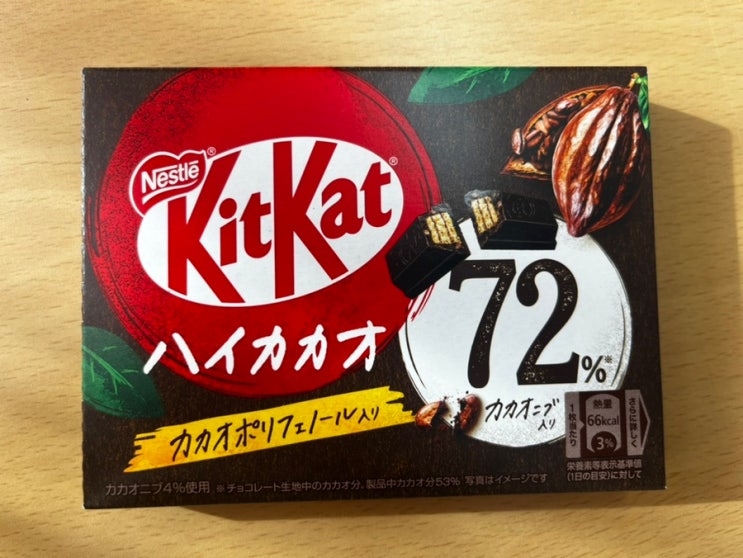 Nestlé®
KitKat®
ハイカカオ
72%※
カカオポリフェノール入り
カカオニブ
入り
1枚当たり
熱量
66kcal
3%
さらに詳しく
栄養素等表示基準値
(1日の目安)に対して
カカオニブ4%使用 ※チョコレート生地中のカカオ分。製品中カカオ分53% 写真はイメージです